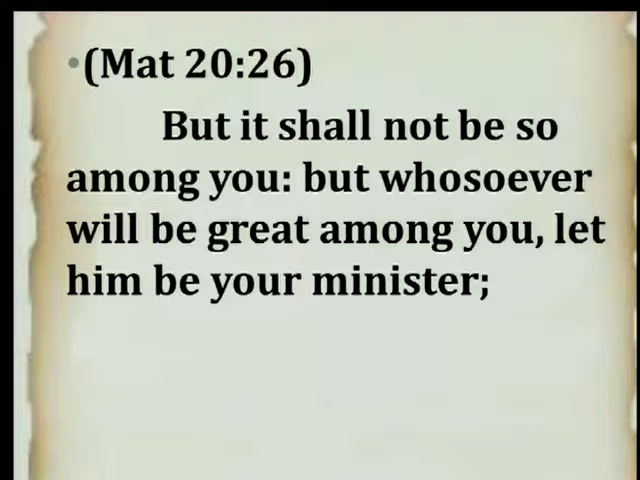 •(Mat 20:26)
But it shall not be so
among you: but whosoever
will be great among you, let
him be your minister;